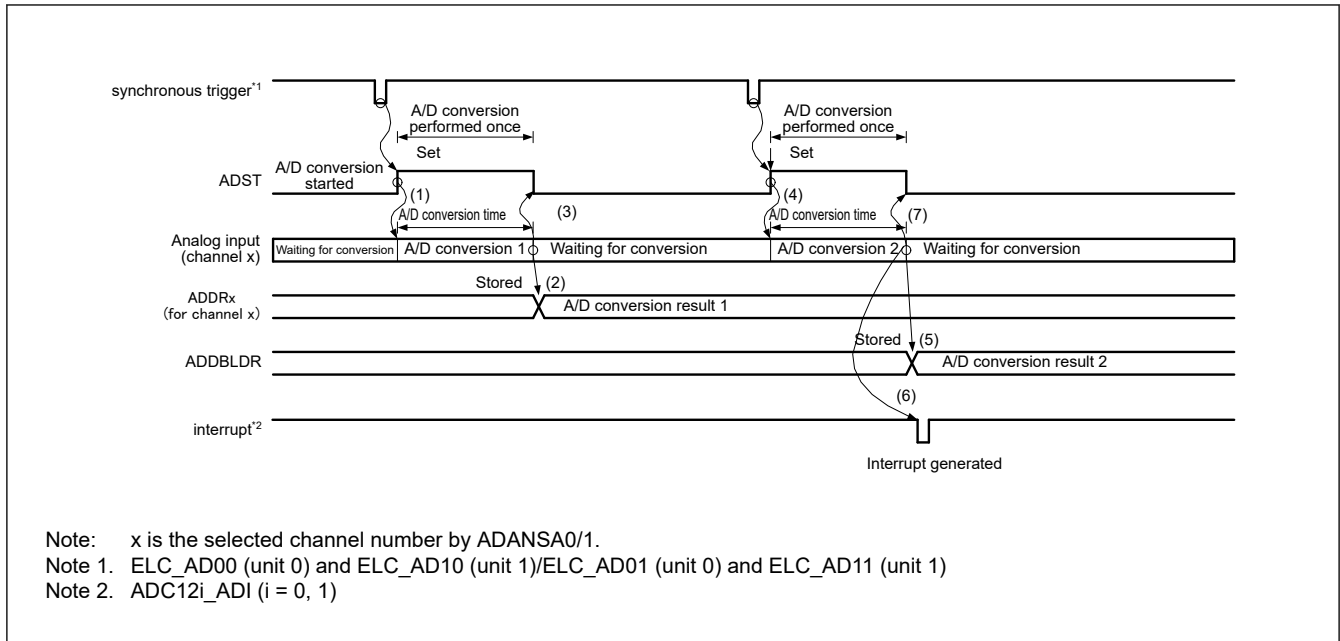 synchronous trigger*1
A/D conversion
performed once
A/D conversion
performed once
Set
Set
ADST
A/D conversion
started
(1)
(3)
(4)
(7)
A/D conversion time
A/D conversion time
Analog input
(channel x)
Waiting for conversion
A/D conversion 1
Waiting for conversion
A/D conversion 2
Waiting for conversion
Stored
(2)
ADDRx
(for channel x)
A/D conversion result 1
Stored
(5)
ADDBLDR
A/D conversion result 2
(6)
interrupt*2
Interrupt generated
Note: x is the selected channel number by ADANSA0/1.
Note 1. ELC_AD00 (unit 0) and ELC_AD10 (unit 1)/ELC_AD01 (unit 0) and ELC_AD11 (unit 1)
Note 2. ADC12i_ADI (i = 0, 1)